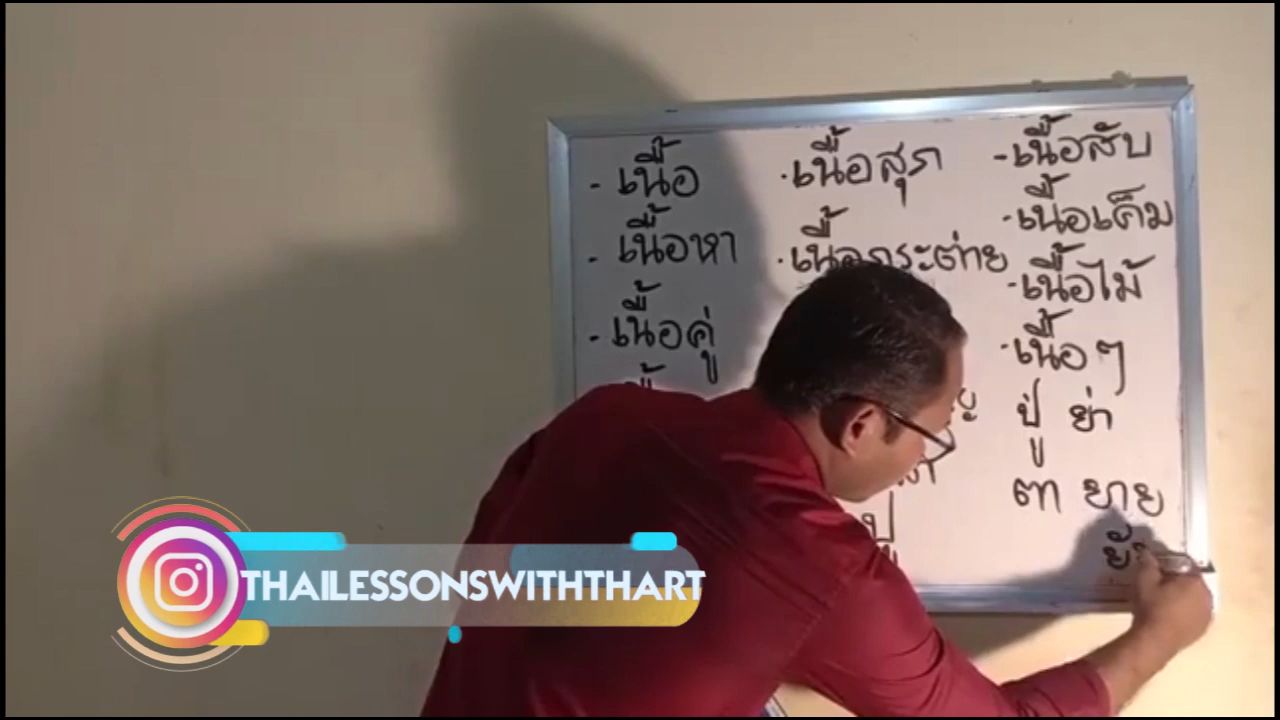 - เนื้อ
- เนื้อหา
- เนื้อคู่
· เนื้อสุก
· เนื้อกระต่าย
ปู
- เนื้อสับ
· เนื้อเค็ม
· เนื้อไม้
· เนื้อๆ
ปู่ ย่า
ตา ยาย
THAILESSONSWITHTHART